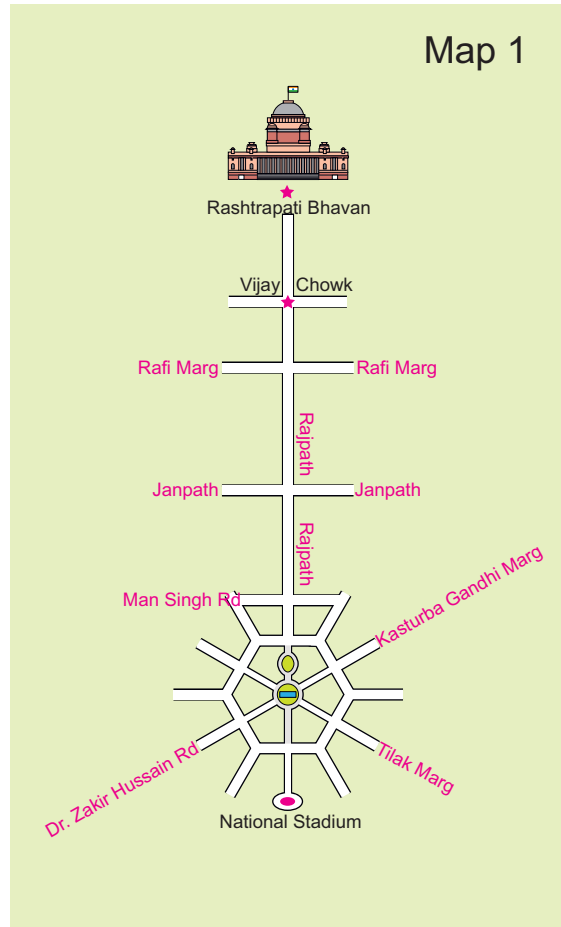 Map 1
Rashtrapati Bhavan
Vijay Chowk
Rafi Marg Rafi Marg
Rajpath
Janpath Janpath
Rajpath
Man Singh Rd
Kasturba Gandhi Marg
Dr. Zakir Hussain Rd
Tilak Marg
National Stadium